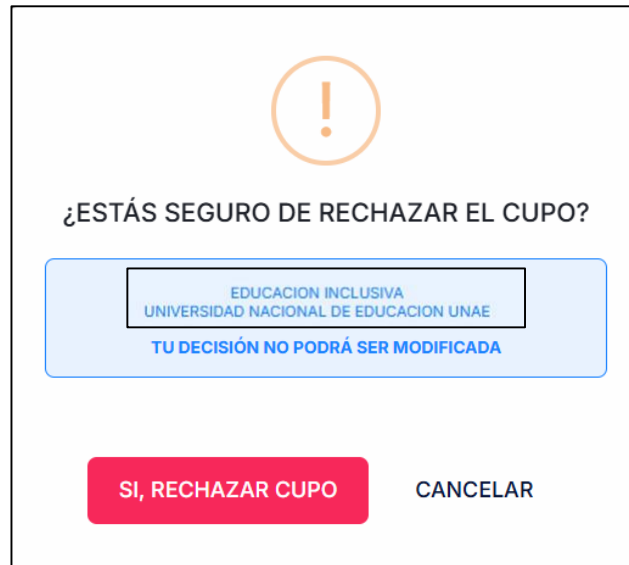 !
¿ESTÁS SEGURO DE RECHAZAR EL CUPO?
EDUCACION INCLUSIVA
UNIVERSIDAD NACIONAL DE EDUCACION UNAE
TU DECISIÓN NO PODRÁ SER MODIFICADA
SI, RECHAZAR CUPO
CANCELAR